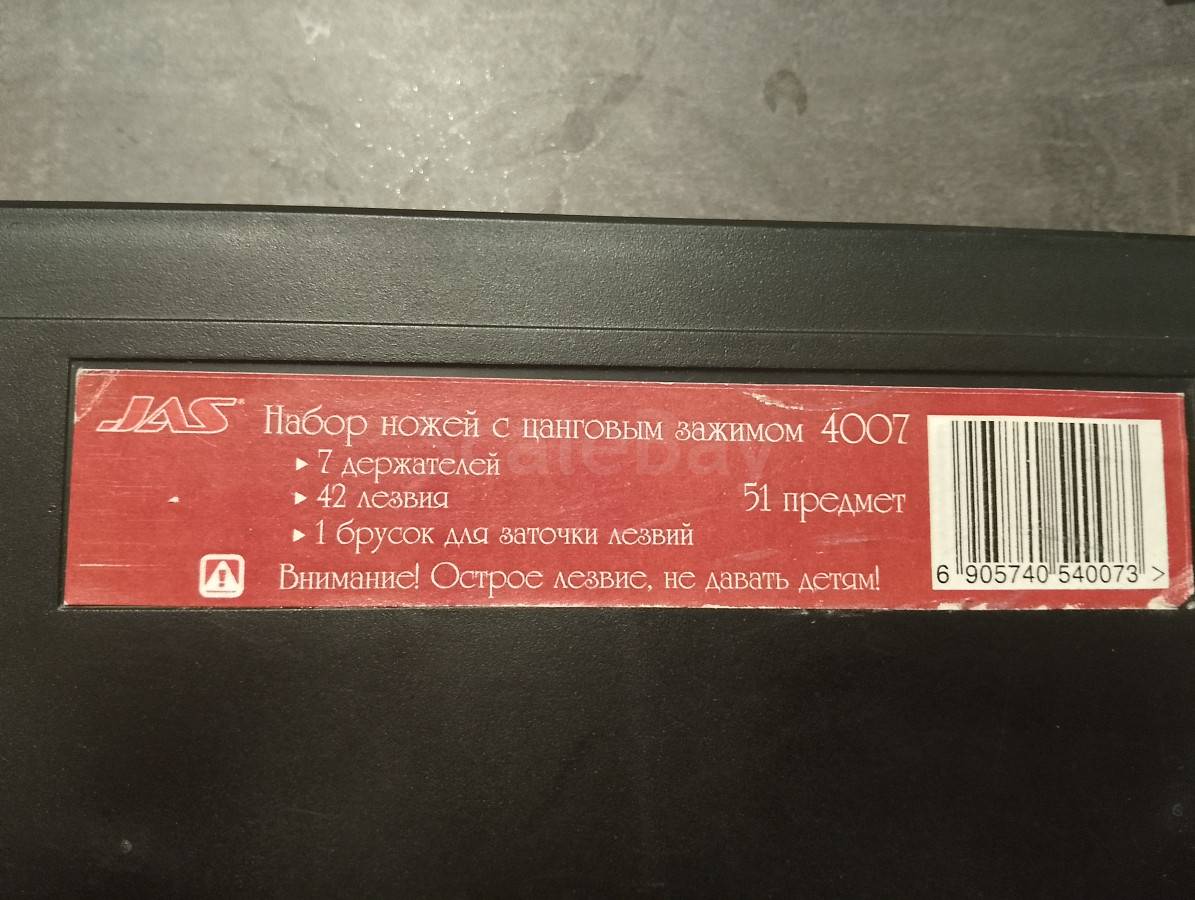 JAS®
Набор ножей с цанговым зажимом 4007
▸ 7 держателей
▸ 42 лезвия
51 предмет
▸ 1 брусок для заточки лезвий
Внимание! Острое лезвие, не давать детям!
6 905740 540073 >